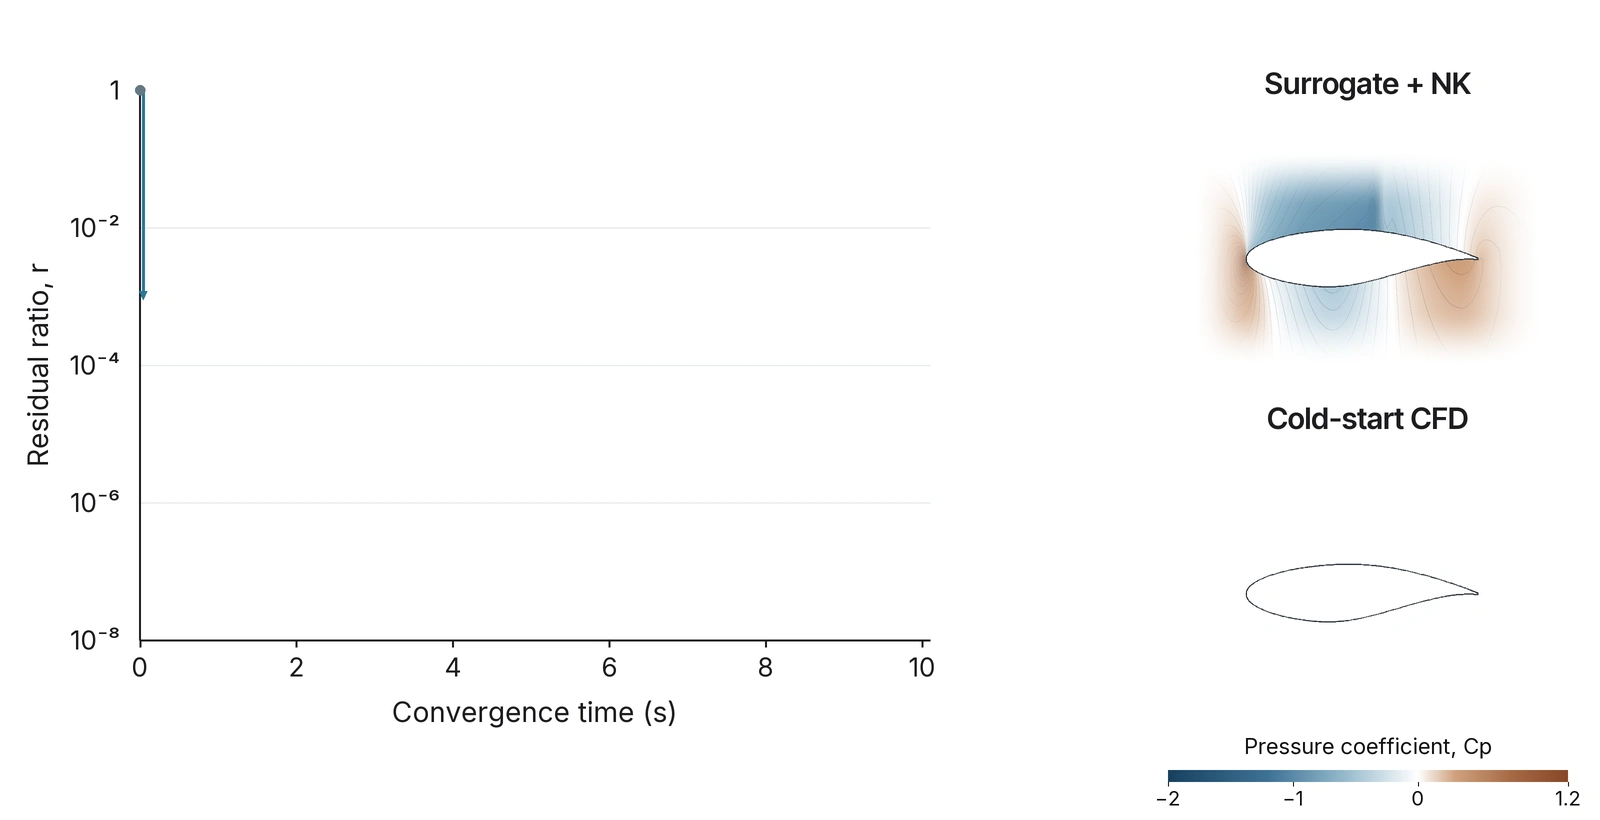 Residual ratio, r
1
10⁻²
10⁻⁴
10⁻⁶
10⁻⁸
0 2 4 6 8 10
Convergence time (s)
Surrogate + NK
Cold-start CFD
Pressure coefficient, Cp
−2 −1 0 1.2